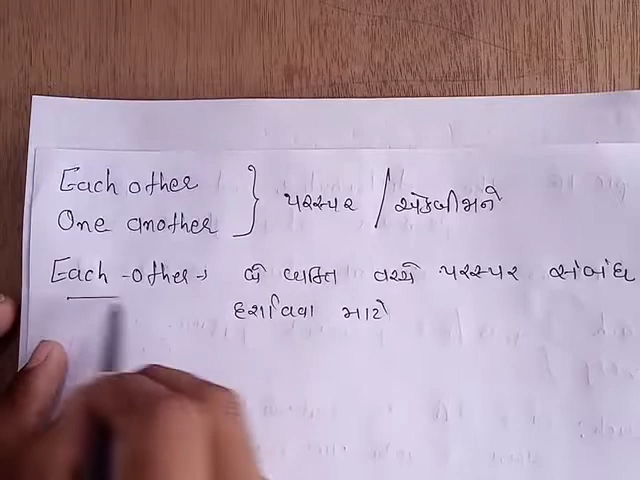 Each other
One another } પરસ્પર / એકબીજાને
Each-other → બે વ્યક્તિ વચ્ચે પરસ્પર સંબંધ
દર્શાવવા માટે